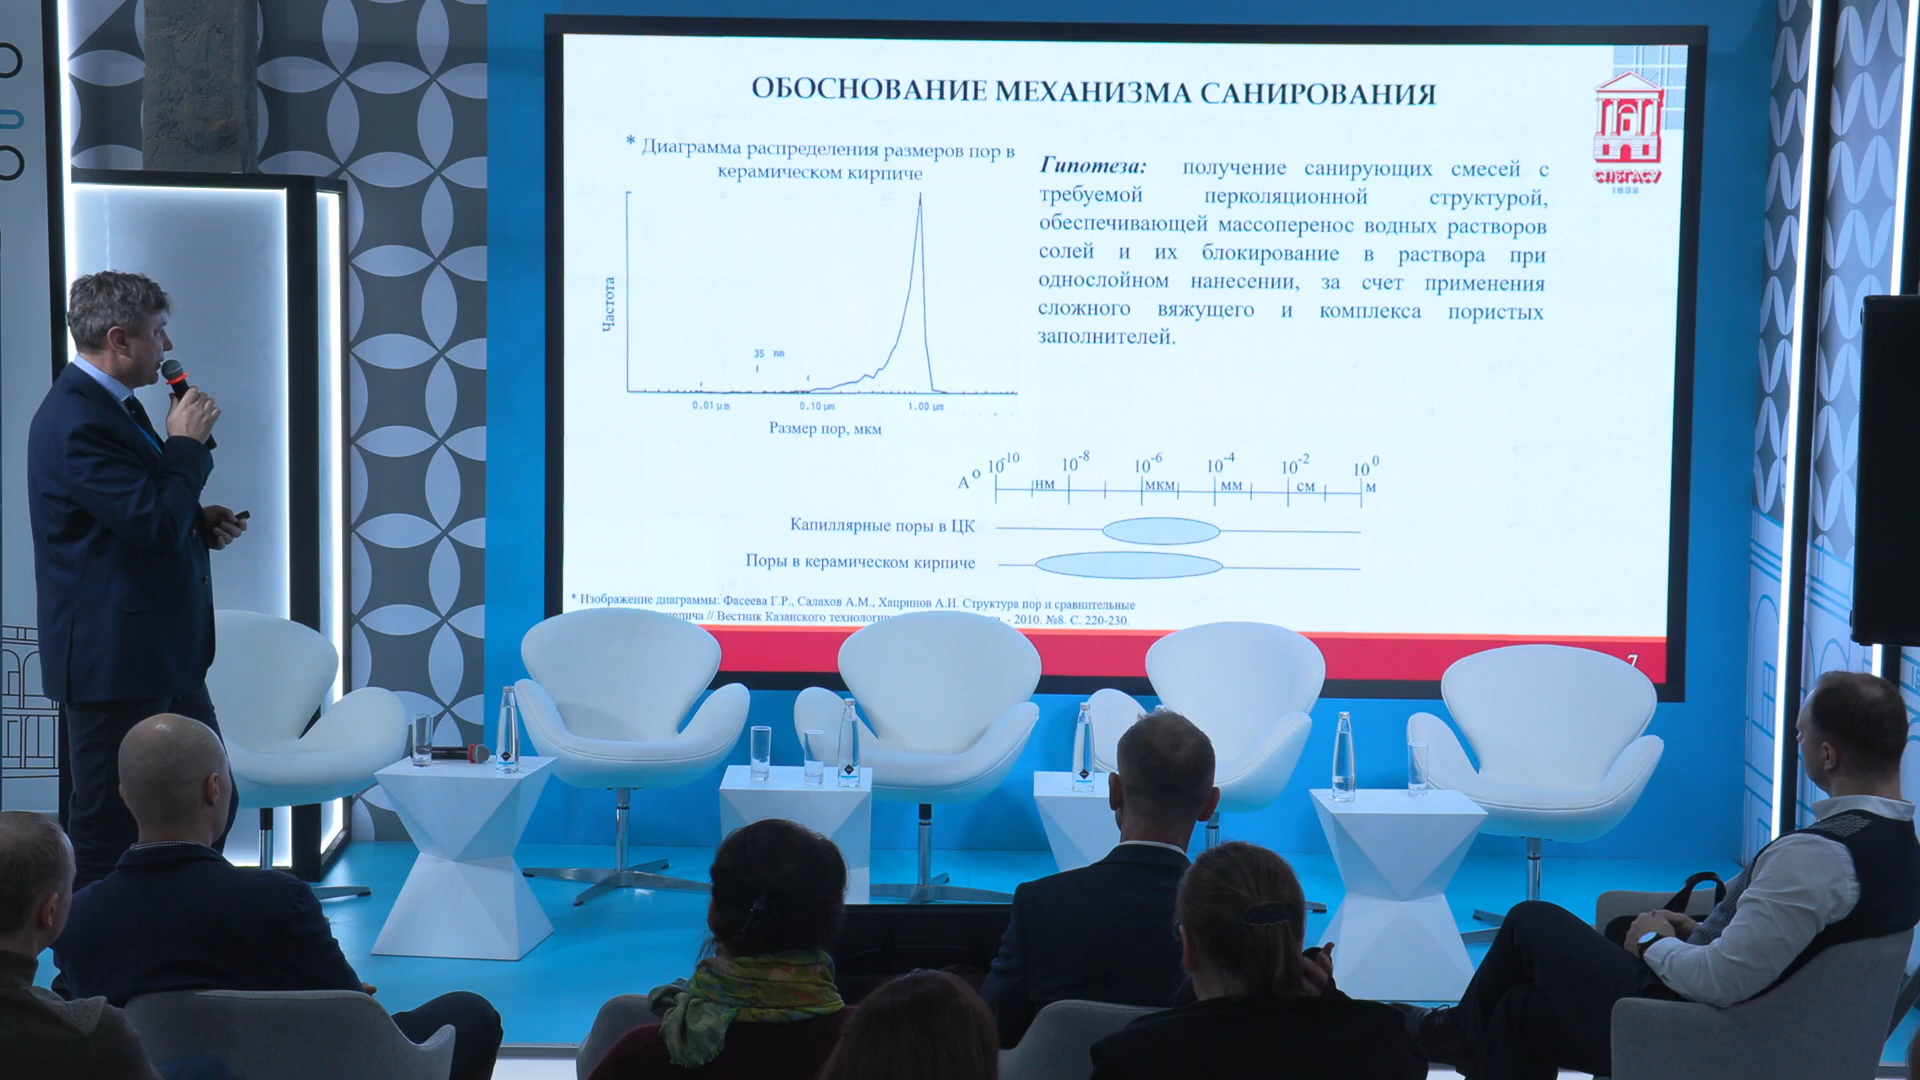 ОБОСНОВАНИЕ МЕХАНИЗМА САНИРОВАНИЯ
* Диаграмма распределения размеров пор в
керамическом кирпиче
Частота
35 nm
0.01 µm 0.10 µm 1.00 µm
Размер пор, мкм
Гипотеза: получение санирующих смесей с
требуемой перколяционной структурой,
обеспечивающей массоперенос водных растворов
солей и их блокирование в раствора при
однослойном нанесении, за счет применения
сложного вяжущего и комплекса пористых
заполнителей.
СПБГАСУ
1832
A° 10^-10 10^-8 10^-6 10^-4 10^-2 10^0
нм мкм мм см м
Капиллярные поры в ЦК
Поры в керамическом кирпиче
* Изображение диаграммы: Фасеева Г.Р., Салахов А.М., Хацринов А.И. Структура пор и сравнительные
// Вестник Казанского - 2010. №8. С. 220-230.
7